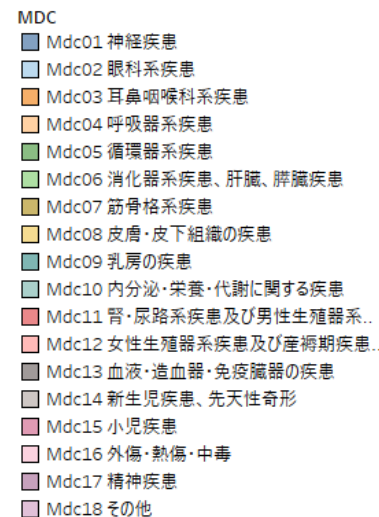 MDC
Mdc01 神経疾患
Mdc02 眼科系疾患
Mdc03 耳鼻咽喉科系疾患
Mdc04 呼吸器系疾患
Mdc05 循環器系疾患
Mdc06 消化器系疾患、肝臓、膵臓疾患
Mdc07 筋骨格系疾患
Mdc08 皮膚・皮下組織の疾患
Mdc09 乳房の疾患
Mdc10 内分泌・栄養・代謝に関する疾患
Mdc11 腎・尿路系疾患及び男性生殖器系..
Mdc12 女性生殖器系疾患及び産褥期疾患..
Mdc13 血液・造血器・免疫臓器の疾患
Mdc14 新生児疾患、先天性奇形
Mdc15 小児疾患
Mdc16 外傷・熱傷・中毒
Mdc17 精神疾患
Mdc18 その他